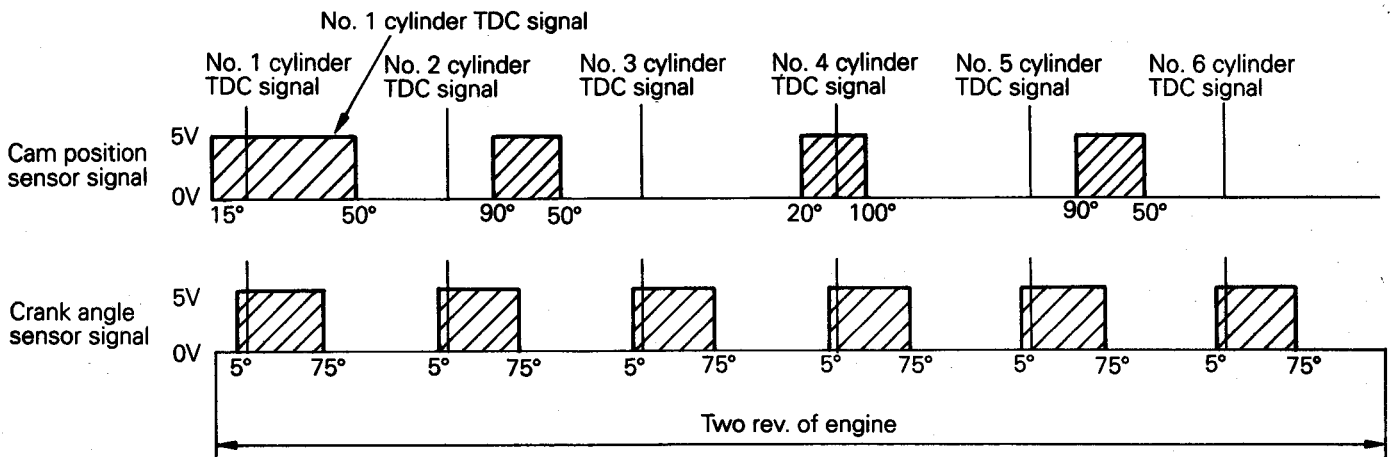 No. 1 cylinder TDC signal
No. 1 cylinder
TDC signal
No. 2 cylinder
TDC signal
No. 3 cylinder
TDC signal
No. 4 cylinder
TDC signal
No. 5 cylinder
TDC signal
No. 6 cylinder
TDC signal
Cam position
sensor signal
5V
0V
15° 50° 90° 50° 20° 100° 90° 50°
Crank angle
sensor signal
5V
0V
5° 75° 5° 75° 5° 75° 5° 75° 5° 75° 5° 75°
Two rev. of engine